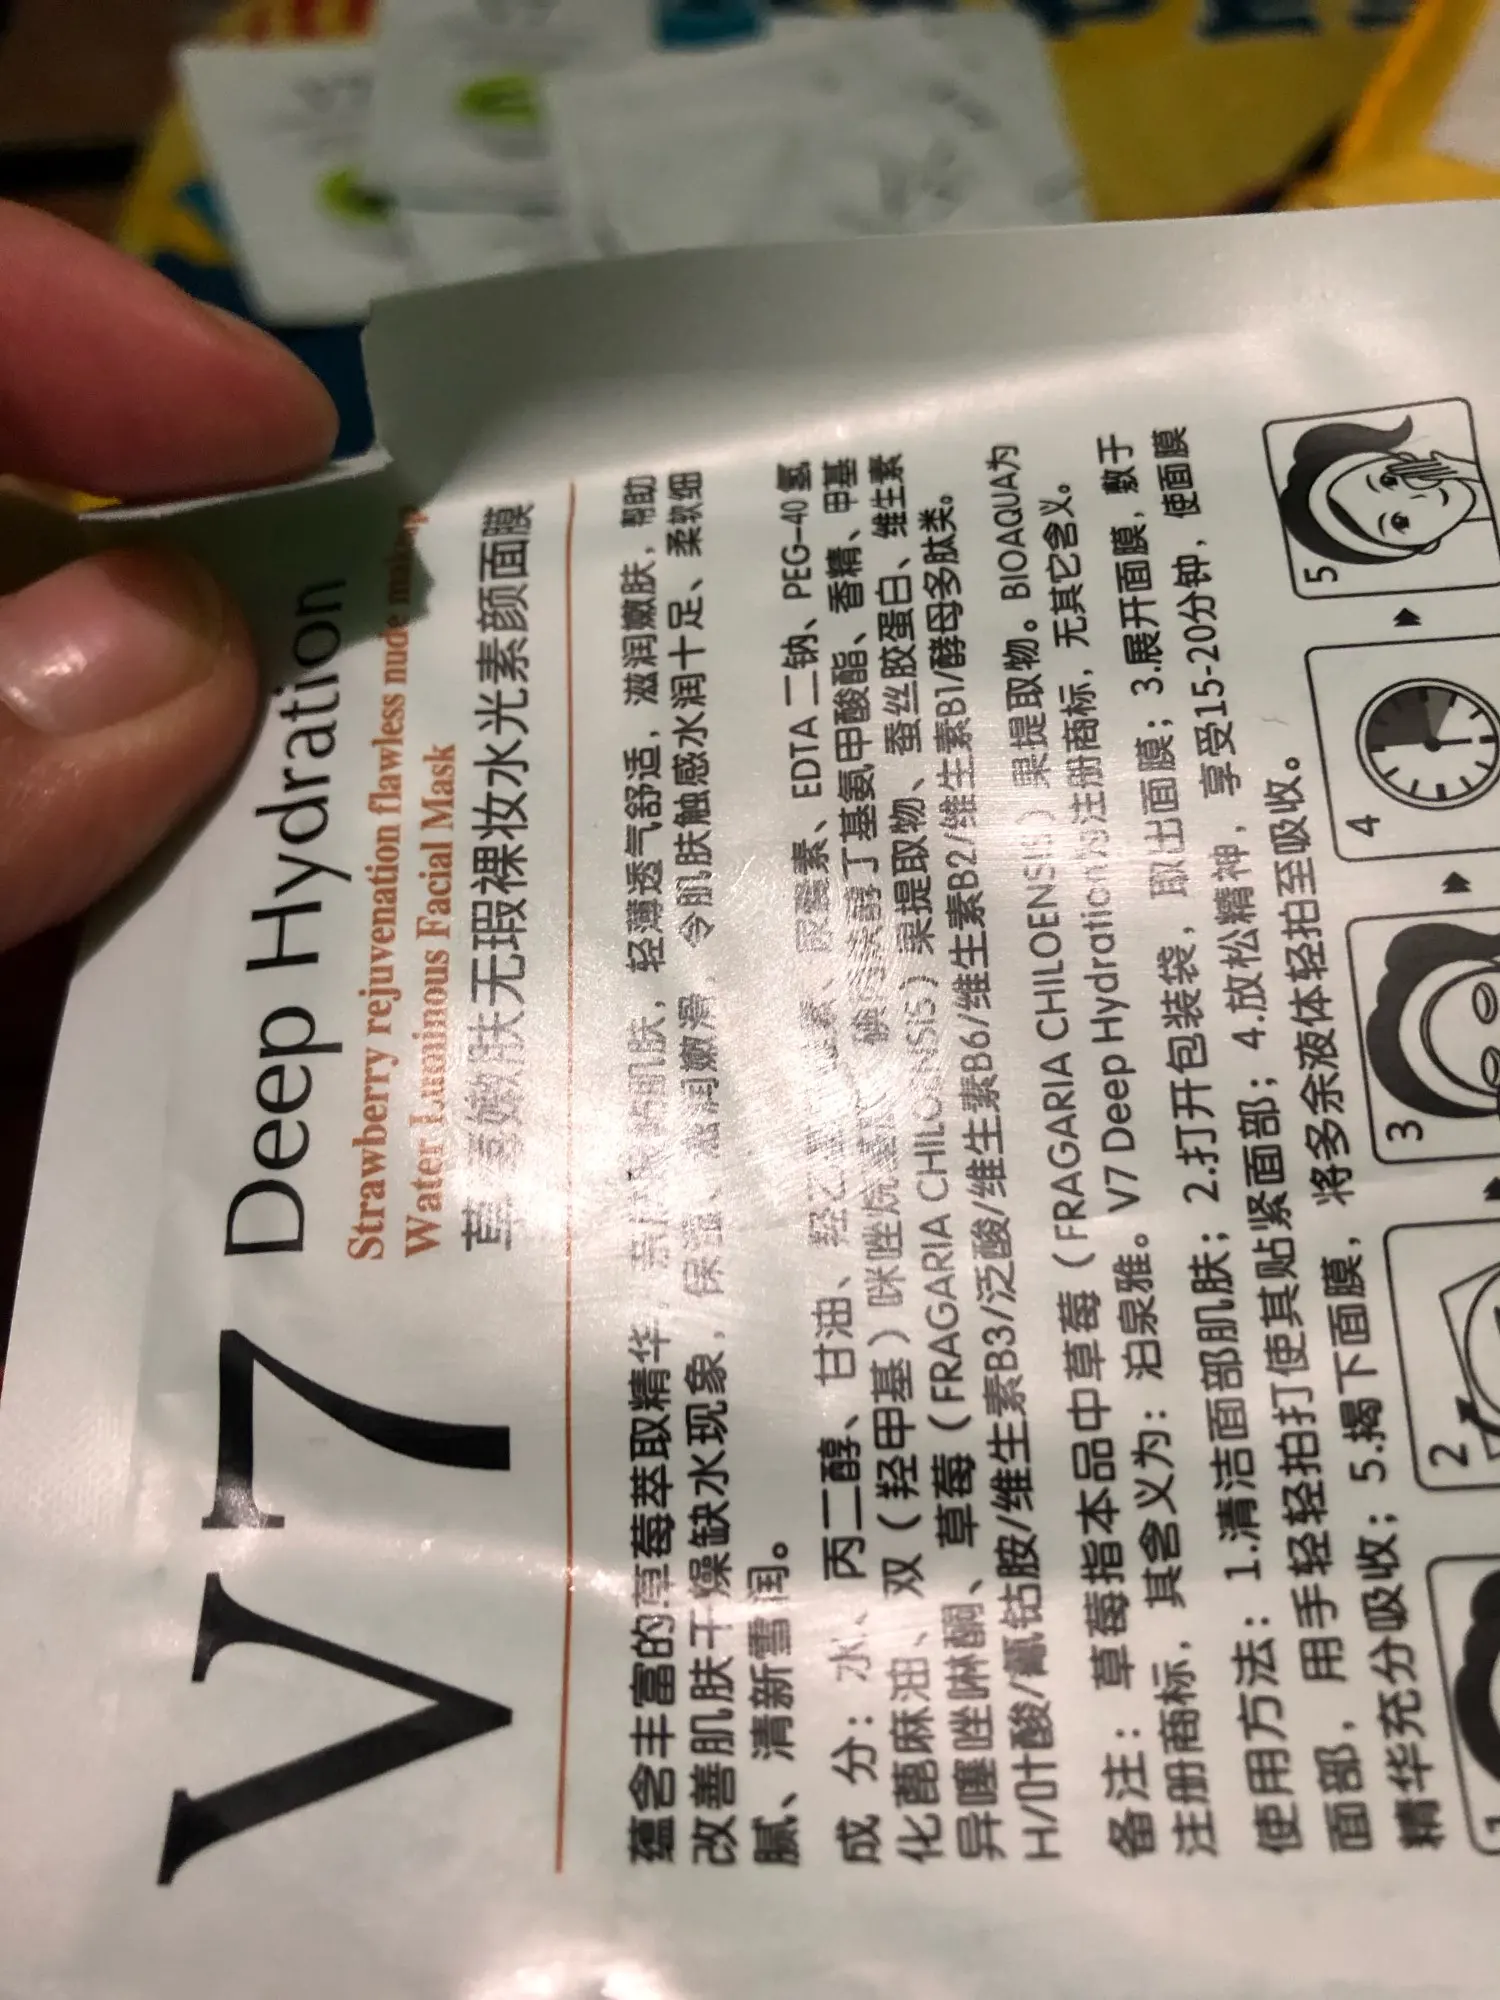 V7 Deep Hydration
Strawberry rejuvenation flawless nude
Water Luminous Facial Mask
草莓嫩肤无瑕裸妆水光素颜面膜
蕴含丰富的草莓萃取精华，肌肤，轻薄透气舒适，滋润嫩肤，帮助
改善肌肤干燥缺水现象，保湿、滋润嫩滑，令肌肤触感水润十足、柔软细
腻、清新雪润。
成 分：水、丙二醇、甘油、EDTA 二钠、PEG-40 氢
化蓖麻油、双（羟甲基）咪唑烷基脲、碘丙炔醇丁基氨甲酸酯、香精、甲基
异噻唑啉酮、草莓（FRAGARIA CHILOENSIS）果提取物、蚕丝胶蛋白、维生素
H/叶酸/氰钴胺/维生素B3/泛酸/维生素B6/维生素B2/维生素B1/酵母多肽类。
备注：草莓指本品中草莓（FRAGARIA CHILOENSIS）果提取物。BIOAQUA为
注册商标，其含义为：泊泉雅。V7 Deep Hydration为注册商标，无其它含义。
使用方法：1.清洁面部肌肤；2.打开包装袋，取出面膜；3.展开面膜，敷于
面部，用手轻轻拍打使其贴紧面部；4.放松精神，享受15-20分钟，使面膜
精华充分吸收；5.揭下面膜，将多余液体轻拍至吸收。
1 2 3 4 5